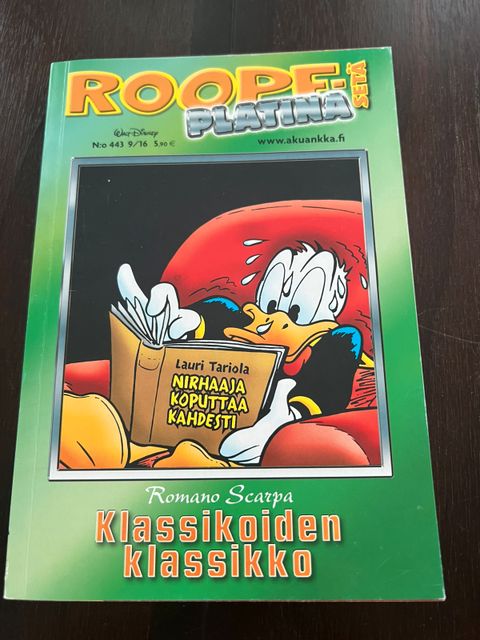 ROOPE-
SETÄ
PLATINA
Walt Disney
N:o 443 9/16 5,90 €
www.akuankka.fi
Lauri Tariola
NIRHAAJA
KOPUTTAA
KAHDESTI
Romano Scarpa
Klassikoiden
klassikko